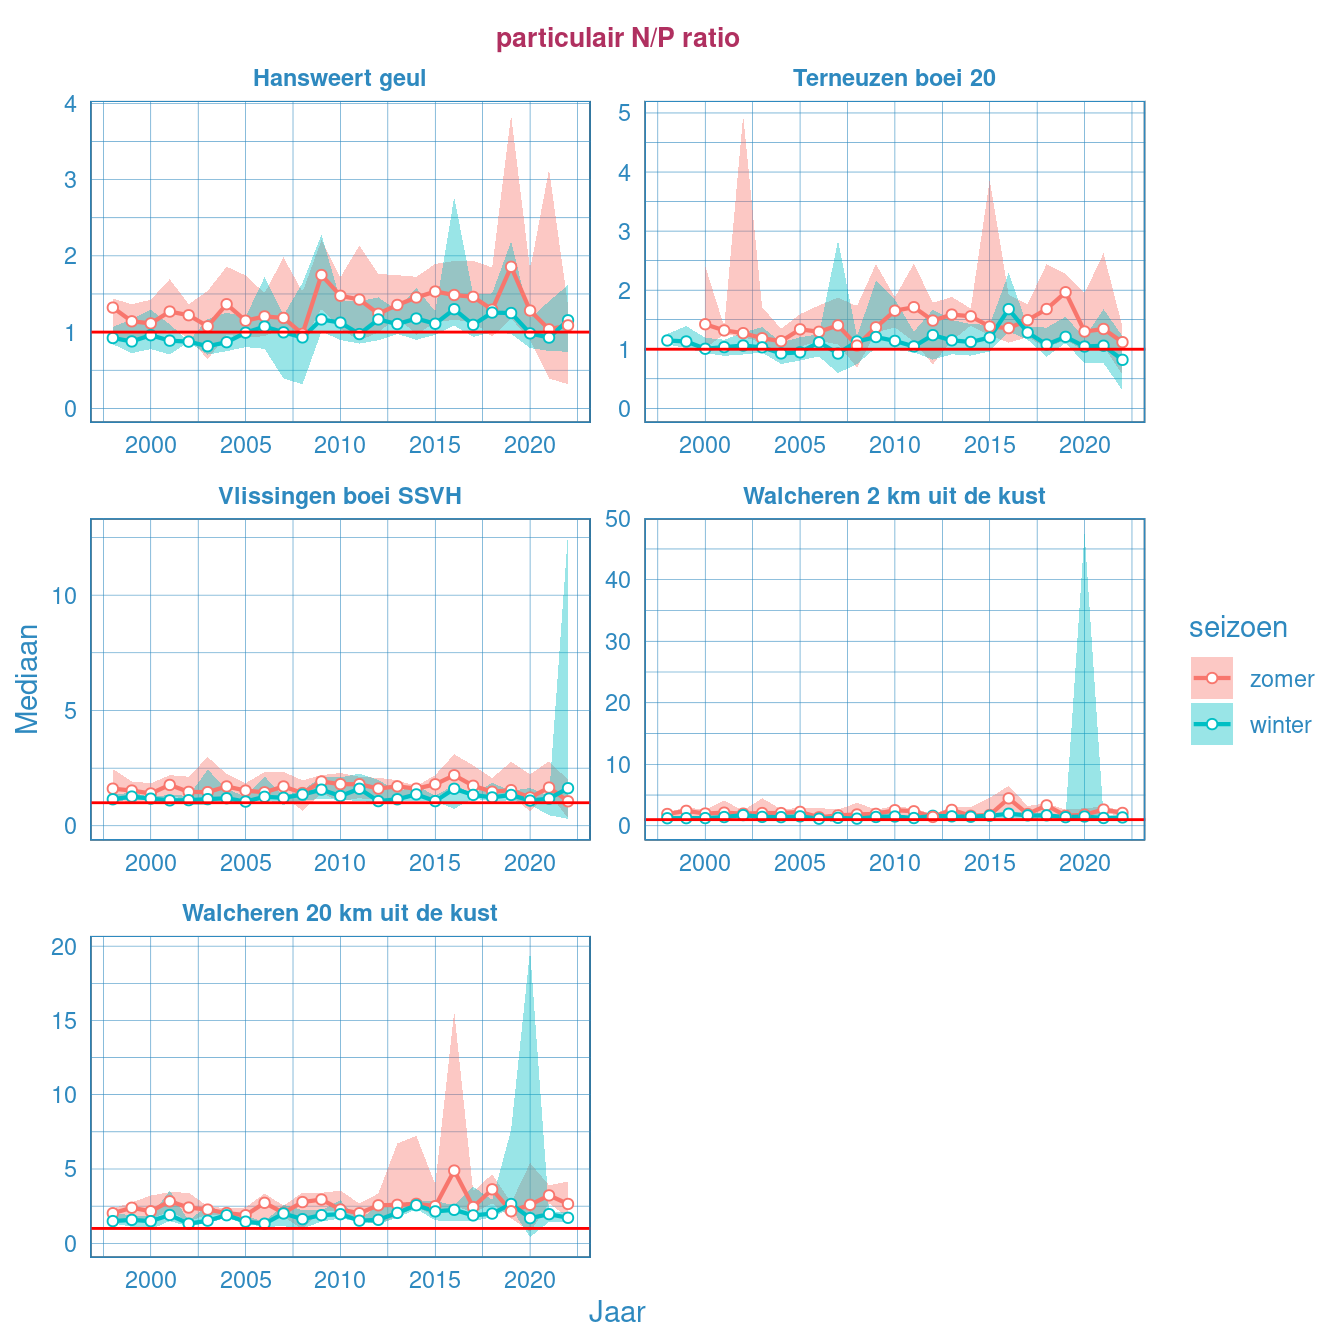 particulair N/P ratio
Hansweert geul
Terneuzen boei 20
4
3
2
1
0
5
4
3
2
1
0
2000 2005 2010 2015 2020
2000 2005 2010 2015 2020
Vlissingen boei SSVH
Walcheren 2 km uit de kust
Mediaan
10
5
0
50
40
30
20
10
0
2000 2005 2010 2015 2020
2000 2005 2010 2015 2020
seizoen
zomer
winter
Walcheren 20 km uit de kust
20
15
10
5
0
2000 2005 2010 2015 2020
Jaar